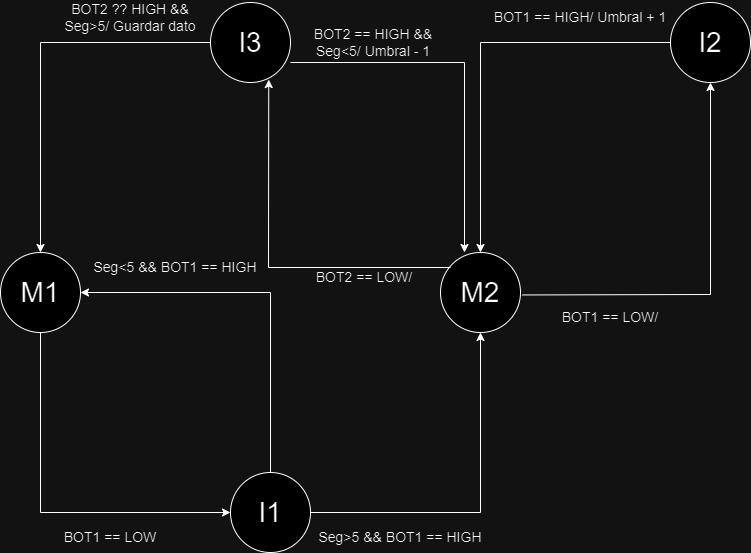 BOT2 ?? HIGH &&
Seg>5/ Guardar dato
I3
BOT2 == HIGH &&
Seg<5/ Umbral - 1
BOT1 == HIGH/ Umbral + 1
I2
M1
Seg<5 && BOT1 == HIGH
BOT2 == LOW/
M2
BOT1 == LOW/
BOT1 == LOW
I1
Seg>5 && BOT1 == HIGH